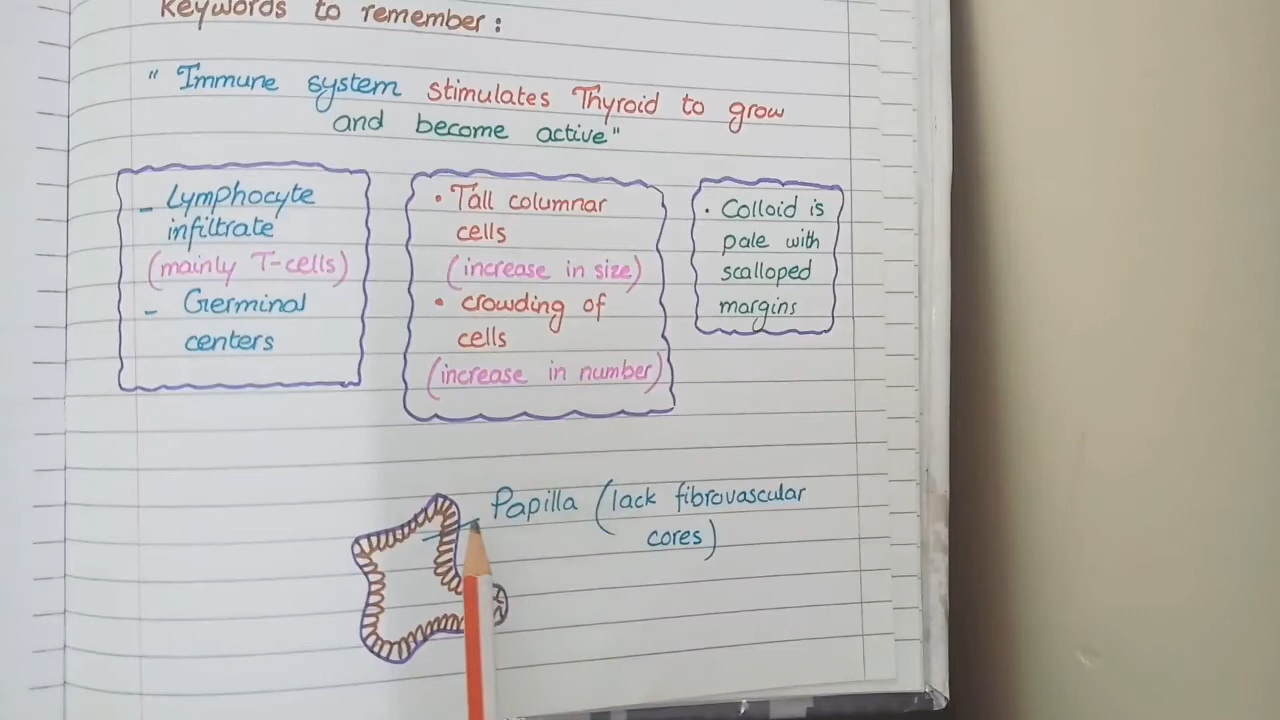 Keywords to remember:
" Immune system stimulates Thyroid to grow
and become active"
- Lymphocyte
infiltrate
(mainly T-cells)
- Germinal
centers
• Tall columnar
cells
(increase in size)
• crowding of
cells
(increase in number)
• Colloid is
pale with
scalloped
margins
Papilla (lack fibrovascular
cores)